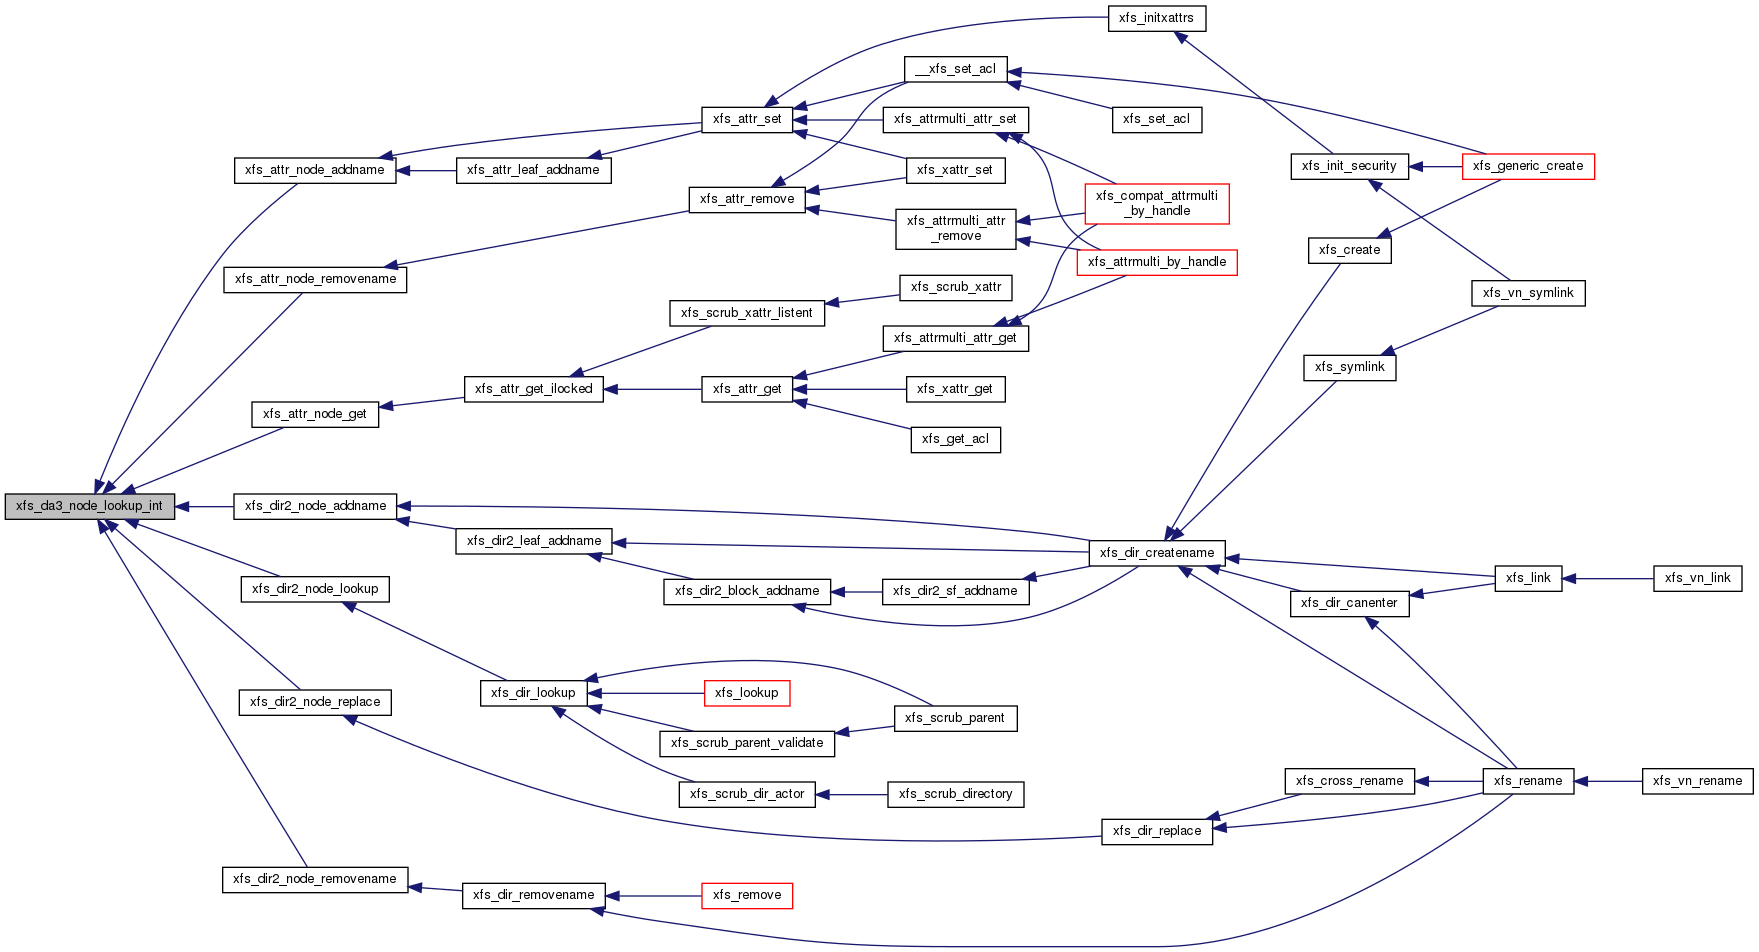 xfs_initxattrs
__xfs_set_acl
xfs_attr_set
xfs_attrmulti_attr_set
xfs_set_acl
xfs_attr_node_addname
xfs_attr_leaf_addname
xfs_xattr_set
xfs_init_security
xfs_generic_create
xfs_attr_remove
xfs_compat_attrmulti
_by_handle
xfs_attrmulti_attr
_remove
xfs_create
xfs_attrmulti_by_handle
xfs_attr_node_removename
xfs_scrub_xattr
xfs_vn_symlink
xfs_scrub_xattr_listent
xfs_attrmulti_attr_get
xfs_symlink
xfs_attr_get_ilocked
xfs_attr_get
xfs_xattr_get
xfs_attr_node_get
xfs_get_acl
xfs_da3_node_lookup_int
xfs_dir2_node_addname
xfs_dir2_leaf_addname
xfs_dir_createname
xfs_link
xfs_vn_link
xfs_dir2_node_lookup
xfs_dir2_block_addname
xfs_dir2_sf_addname
xfs_dir_canenter
xfs_dir_lookup
xfs_lookup
xfs_dir2_node_replace
xfs_scrub_parent
xfs_scrub_parent_validate
xfs_cross_rename
xfs_rename
xfs_vn_rename
xfs_scrub_dir_actor
xfs_scrub_directory
xfs_dir_replace
xfs_dir2_node_removename
xfs_dir_removename
xfs_remove